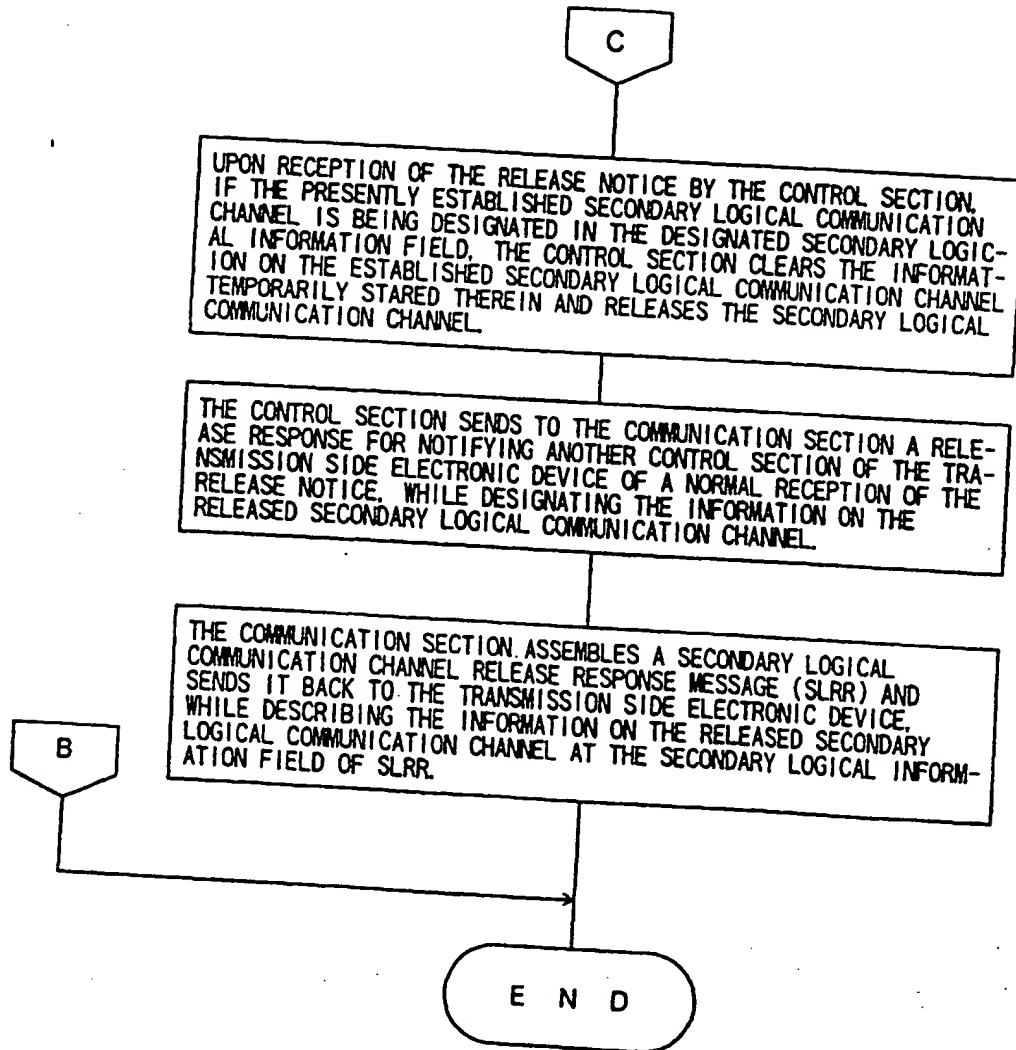 C
UPON RECEPTION OF THE RELEASE NOTICE BY THE CONTROL SECTION,
IF THE PRESENTLY ESTABLISHED SECONDARY LOGICAL COMMUNICATION
CHANNEL IS BEING DESIGNATED IN THE DESIGNATED SECONDARY LOGIC-
AL INFORMATION FIELD, THE CONTROL SECTION CLEARS THE INFORMAT-
ION ON THE ESTABLISHED SECONDARY LOGICAL COMMUNICATION CHANNEL
TEMPORARILY STARED THEREIN AND RELEASES THE SECONDARY LOGICAL
COMMUNICATION CHANNEL.
THE CONTROL SECTION SENDS TO THE COMMUNICATION SECTION A RELE-
ASE RESPONSE FOR NOTIFYING ANOTHER CONTROL SECTION OF THE TRA-
NSMISSION SIDE ELECTRONIC DEVICE OF A NORMAL RECEPTION OF THE
RELEASE NOTICE, WHILE DESIGNATING THE INFORMATION ON THE
RELEASED SECONDARY LOGICAL COMMUNICATION CHANNEL.
THE COMMUNICATION SECTION ASSEMBLES A SECONDARY LOGICAL
COMMUNICATION CHANNEL RELEASE RESPONSE MESSAGE (SLRR) AND
SENDS IT BACK TO THE TRANSMISSION SIDE ELECTRONIC DEVICE,
WHILE DESCRIBING THE INFORMATION ON THE RELEASED SECONDARY
LOGICAL COMMUNICATION CHANNEL AT THE SECONDARY LOGICAL INFORM-
ATION FIELD OF SLRR.
B
E N D